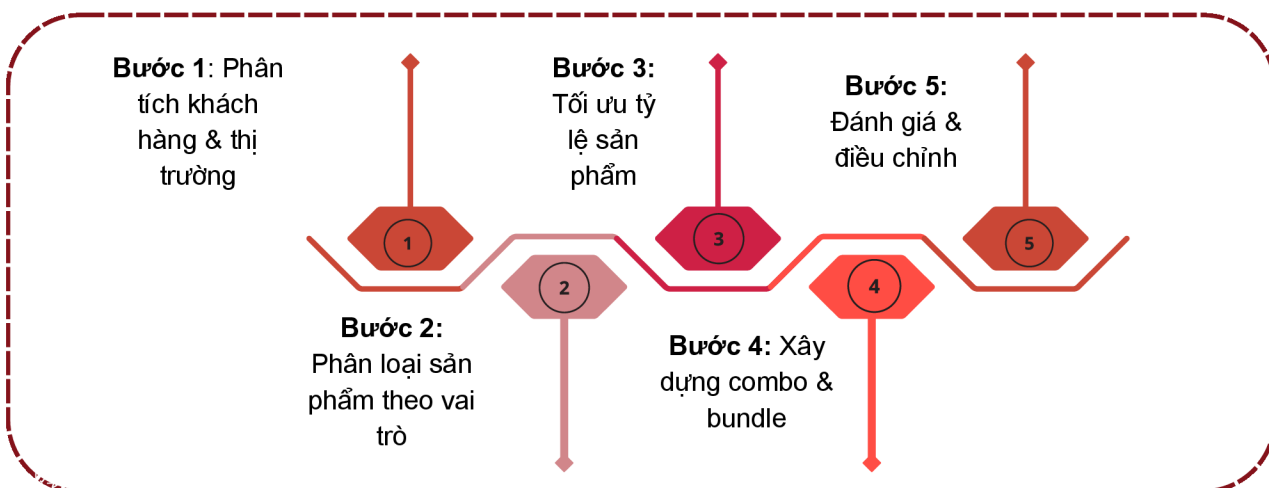 Bước 1: Phân
tích khách
hàng & thị
trường
Bước 3:
Tối ưu tỷ
lệ sản
phẩm
Bước 5:
Đánh giá &
điều chỉnh
1
3
5
2
4
Bước 2:
Phân loại sản
phẩm theo vai
trò
Bước 4: Xây
dựng combo &
bundle